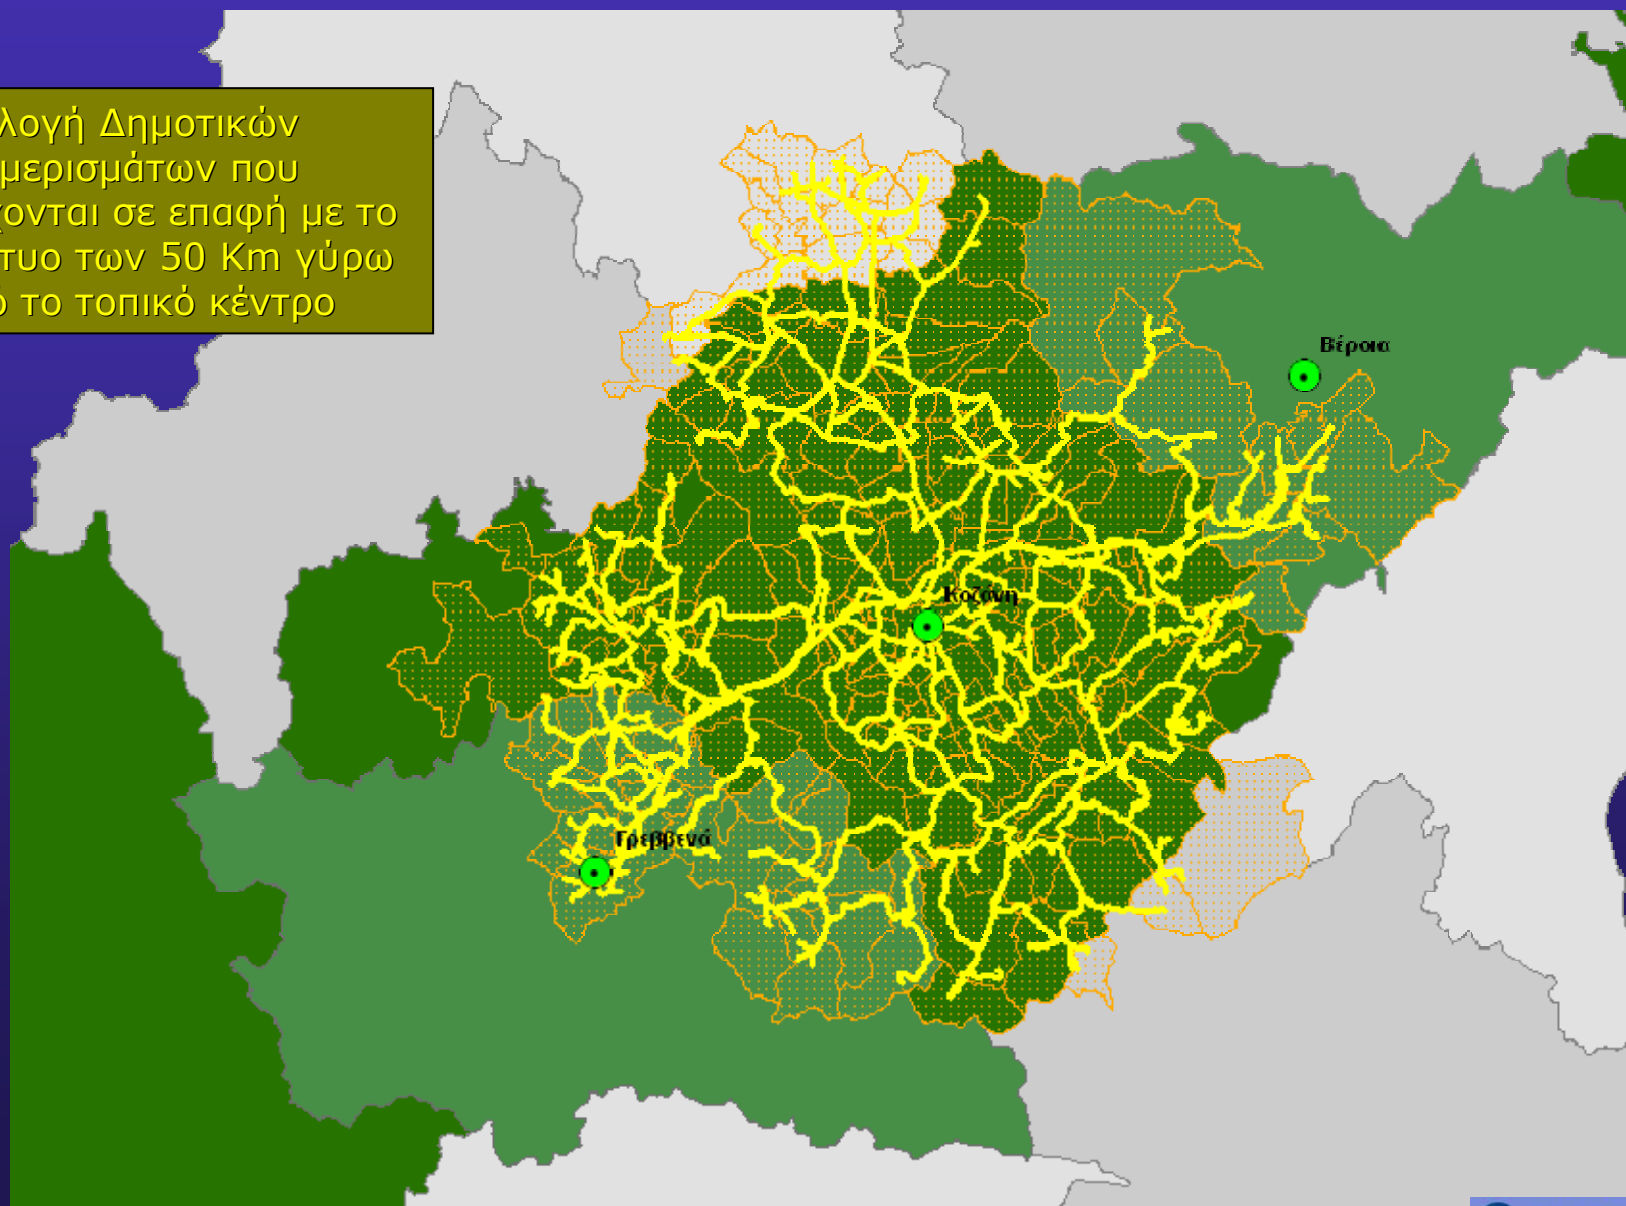 λογή Δημοτικών
μερισμάτων που
χονται σε επαφή με το
τυο των 50 Km γύρω
ό το τοπικό κέντρο
Βέροια
Κοζάνη
Γρεββενά